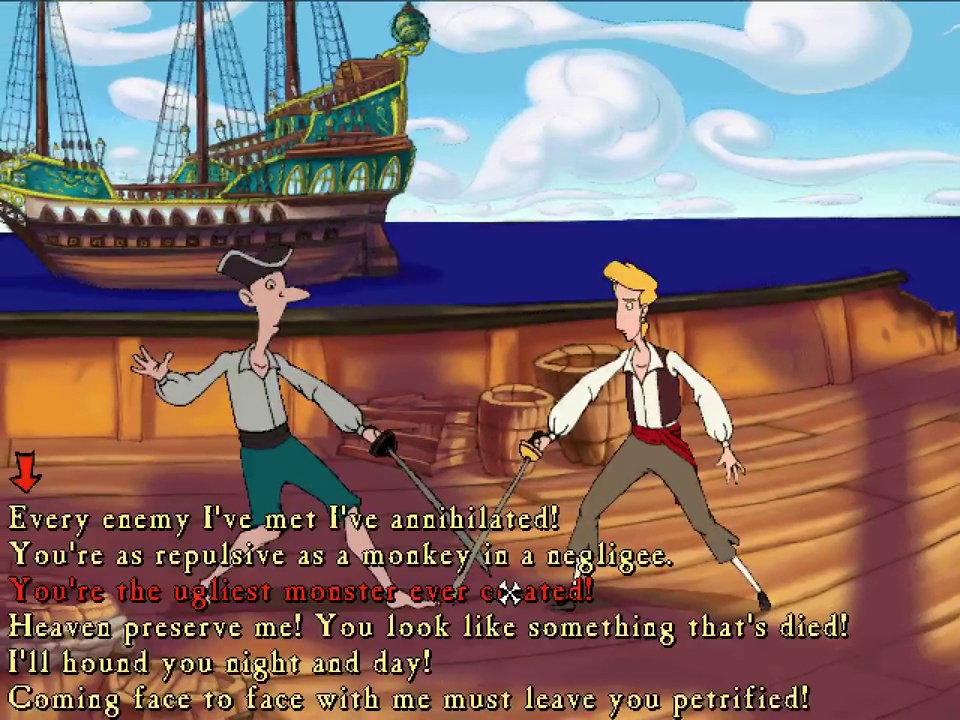 Every enemy I've met I've annihilated!
You're as repulsive as a monkey in a negligee.
You're the ugliest monster ever created!
Heaven preserve me! You look like something that's died!
I'll hound you night and day!
Coming face to face with me must leave you petrified!